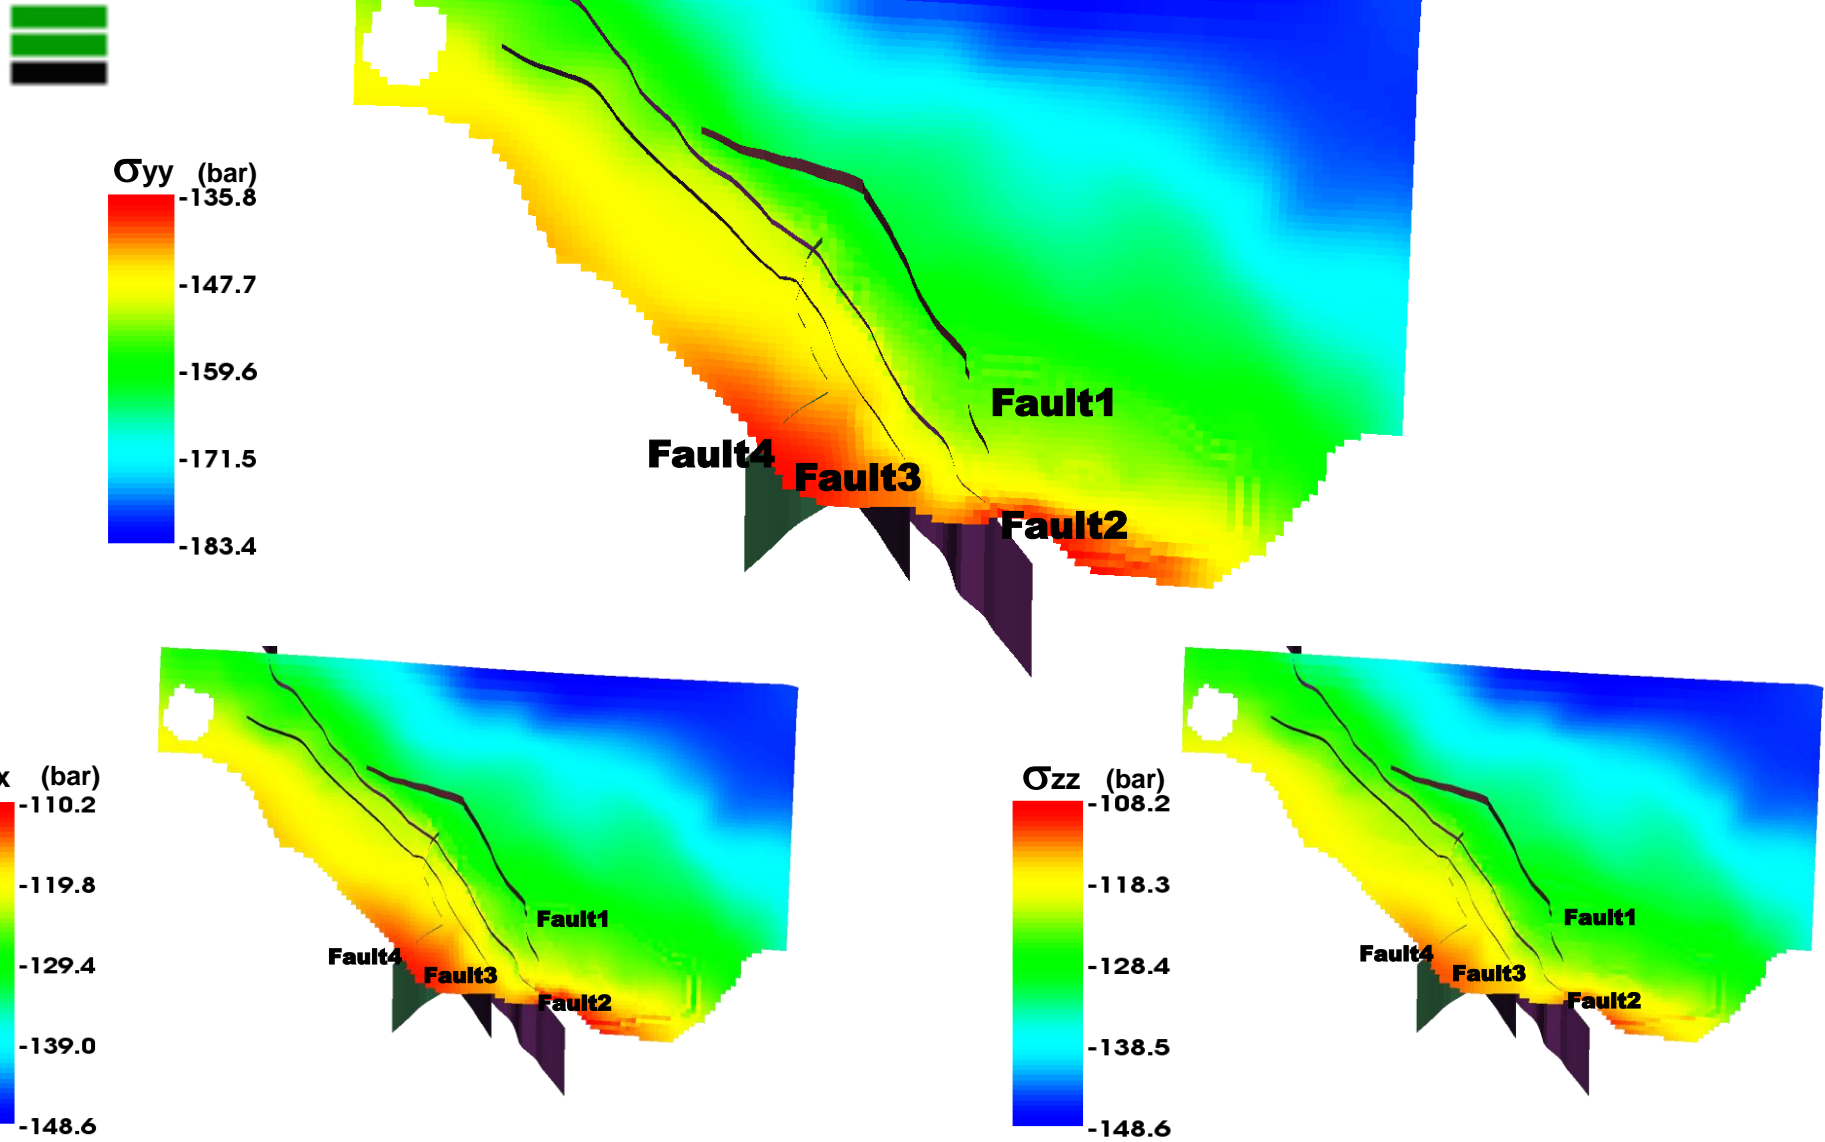 σyy (bar)
-135.8
-147.7
-159.6
-171.5
-183.4
Fault1
Fault4
Fault3
Fault2
x (bar)
-110.2
-119.8
-129.4
-139.0
-148.6
Fault1
Fault4
Fault3
Fault2
σzz (bar)
-108.2
-118.3
-128.4
-138.5
-148.6
Fault1
Fault4
Fault3
Fault2